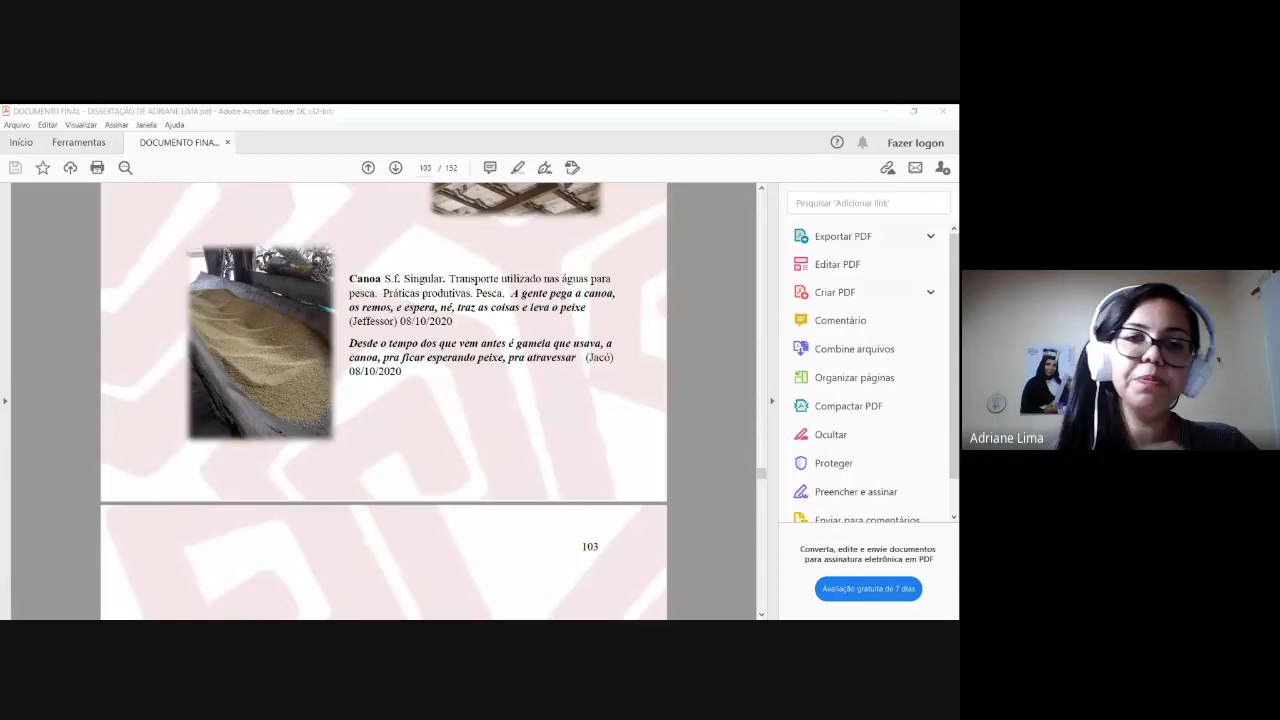 DOCUMENTO FINAL - DISSERTAÇÃO DE ADRIANE LIMA.pdf - Adobe Acrobat Reader DC (32-bit)
Arquivo Editar Visualizar Assinar Janela Ajuda
Início Ferramentas DOCUMENTO FINA... × Fazer logon
103 / 152
Pesquisar 'Adicionar link'
Exportar PDF
Editar PDF
Criar PDF
Comentário
Combine arquivos
Organizar páginas
Compactar PDF
Ocultar
Proteger
Preencher e assinar
Enviar para comentários
Converta, edite e envie documentos
para assinatura eletrônica em PDF
Avaliação gratuita de 7 dias
Canoa S.f. Singular. Transporte utilizado nas águas para
pesca. Práticas produtivas. Pesca. A gente pega a canoa,
os remos, e espera, né, traz as coisas e leva o peixe
(Jeffessor) 08/10/2020
Desde o tempo dos que vem antes é gamela que usava, a
canoa, pra ficar esperando peixe, pra atravessar (Jacó)
08/10/2020
103
Adriane Lima